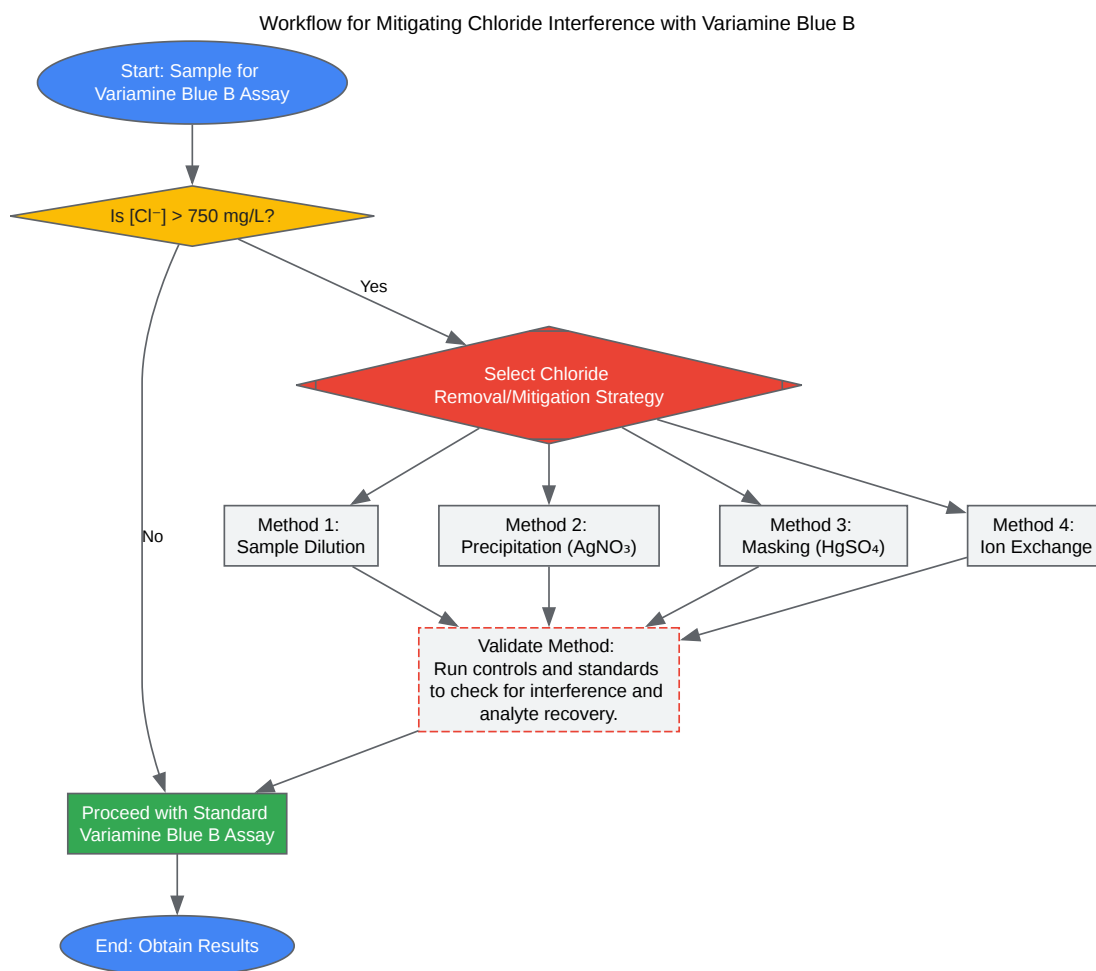 Workflow for Mitigating Chloride Interference with Variamine Blue B
Start: Sample for
Variamine Blue B Assay
Is [Cl⁻] > 750 mg/L?
Yes
Select Chloride
Removal/Mitigation Strategy
Method 1:
Sample Dilution
Method 2:
Precipitation (AgNO₃)
Method 3:
Masking (HgSO₄)
Method 4:
Ion Exchange
No
Validate Method:
Run controls and standards
to check for interference and
analyte recovery.
Proceed with Standard
Variamine Blue B Assay
End: Obtain Results